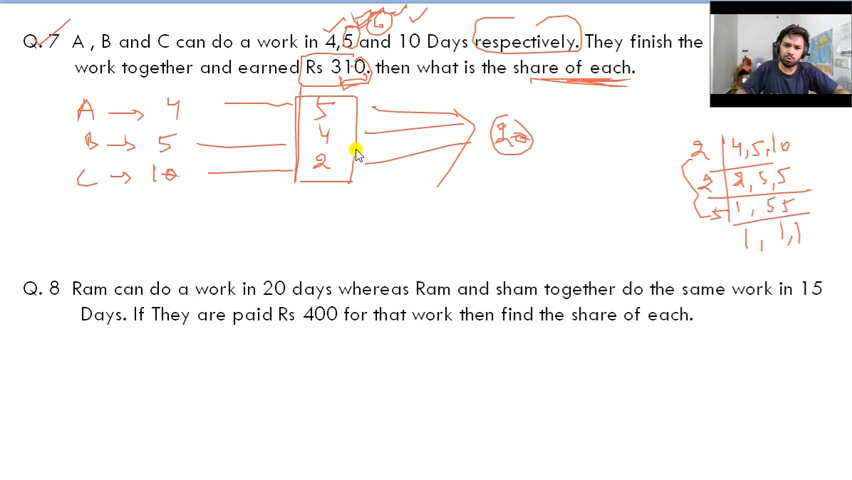 Q.7 A , B and C can do a work in 4,5 and 10 Days respectively. They finish the
work together and earned Rs 310. then what is the share of each.
A → 4 5
B → 5 4 20
C → 10 2
2 4,5,10
2 2,5,5
5 1,5 5
1, 1,1
Q. 8 Ram can do a work in 20 days whereas Ram and sham together do the same work in 15
Days. If They are paid Rs 400 for that work then find the share of each.